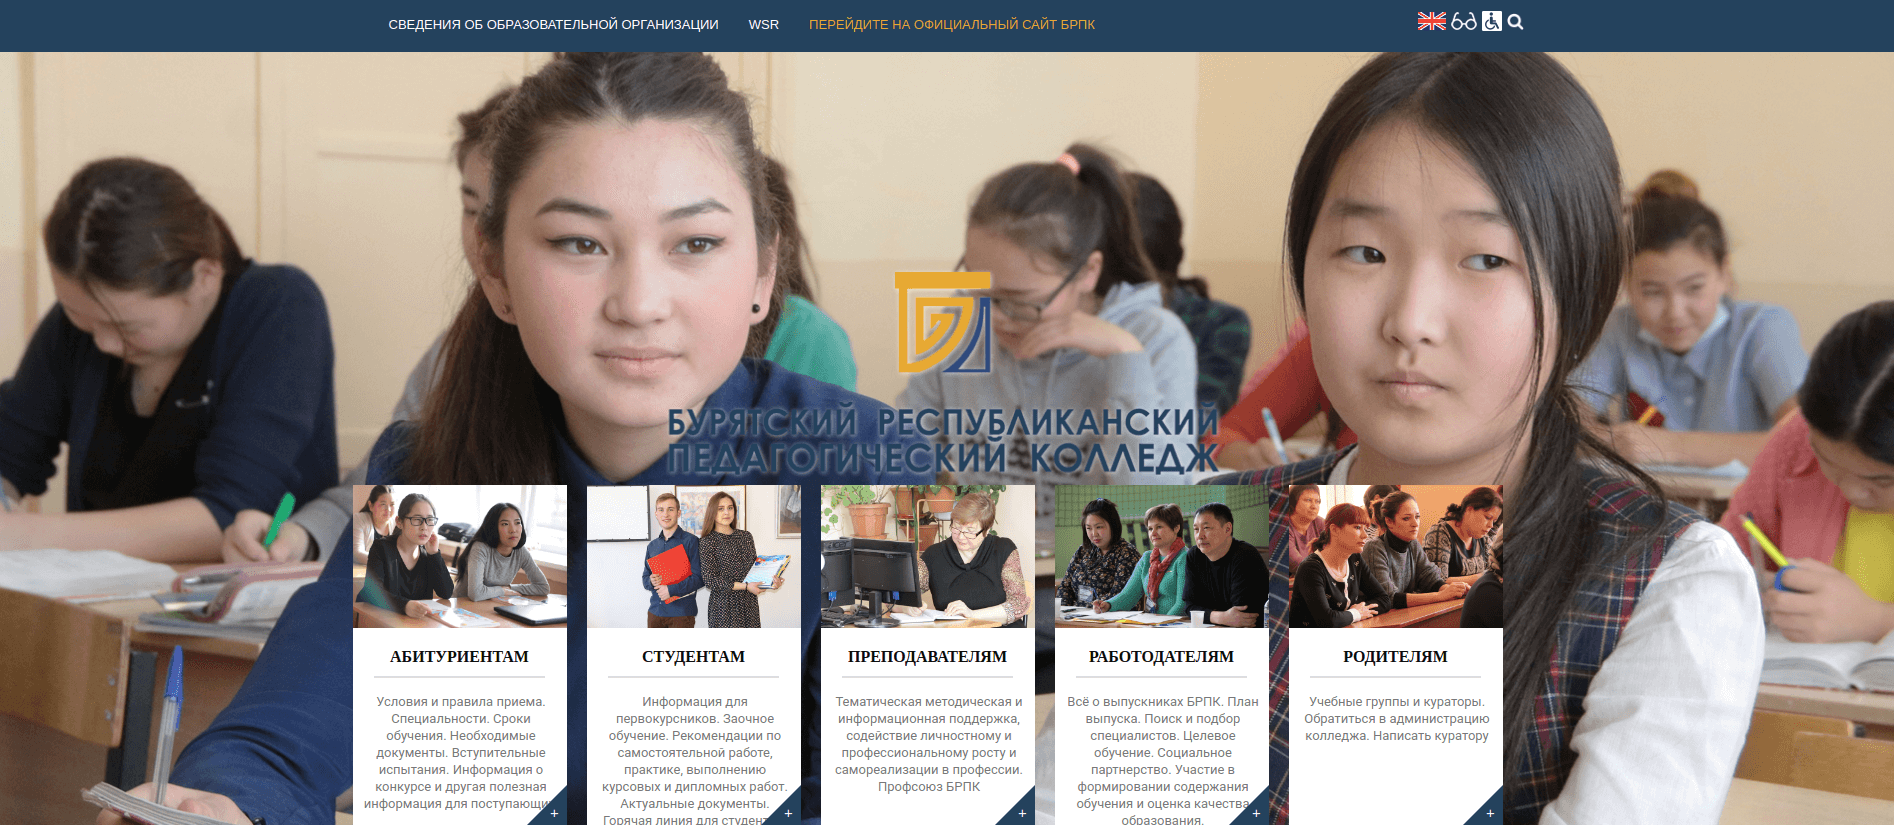 СВЕДЕНИЯ ОБ ОБРАЗОВАТЕЛЬНОЙ ОРГАНИЗАЦИИ WSR ПЕРЕЙДИТЕ НА ОФИЦИАЛЬНЫЙ САЙТ БРПК
БУРЯТСКИЙ РЕСПУБЛИКАНСКИЙ
ПЕДАГОГИЧЕСКИЙ КОЛЛЕДЖ
АБИТУРИЕНТАМ
Условия и правила приема.
Специальности. Сроки
обучения. Необходимые
документы. Вступительные
испытания. Информация о
конкурсе и другая полезная
информация для
+
СТУДЕНТАМ
Информация для
первокурсников. Заочное
обучение. Рекомендации по
самостоятельной работе,
практике, выполнению
курсовых и дипломных работ.
Актуальные документы.
Горячая линия для
+
ПРЕПОДАВАТЕЛЯМ
Тематическая методическая и
информационная поддержка,
содействие личностному и
профессиональному росту и
самореализации в профессии.
Профсоюз БРПК
+
РАБОТОДАТЕЛЯМ
Всё о выпускниках БРПК. План
выпуска. Поиск и подбор
специалистов. Целевое
обучение. Социальное
партнерство. Участие в
формировании содержания
обучения и оценка качества
образования.
+
РОДИТЕЛЯМ
Учебные группы и кураторы.
Обратиться в администрацию
колледжа. Написать куратору
+